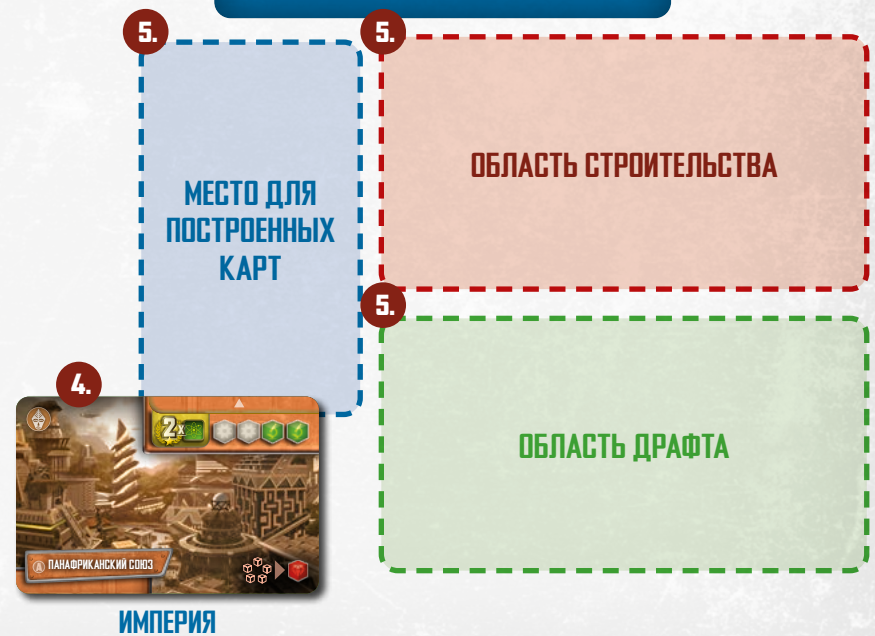 5.
МЕСТО ДЛЯ
ПОСТРОЕННЫХ
КАРТ
5.
ОБЛАСТЬ СТРОИТЕЛЬСТВА
5.
ОБЛАСТЬ ДРАФТА
4.
2x
A ПАНАФРИКАНСКИЙ СОЮЗ
ИМПЕРИЯ